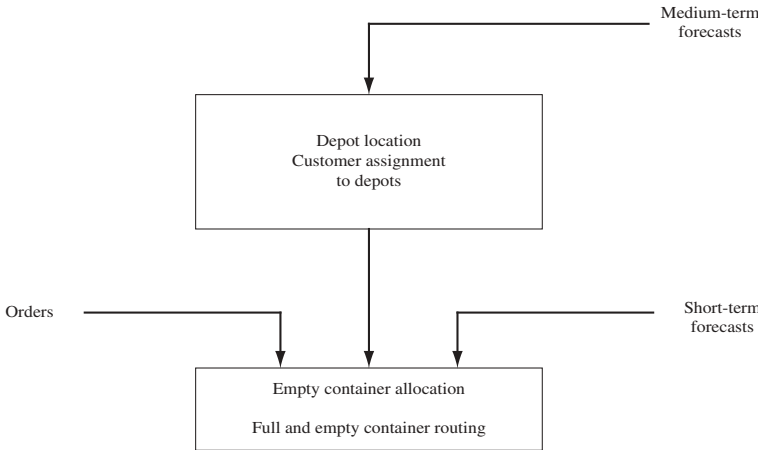 Medium-term
forecasts
Depot location
Customer assignment
to depots
Orders
Short-term
forecasts
Empty container allocation
Full and empty container routing